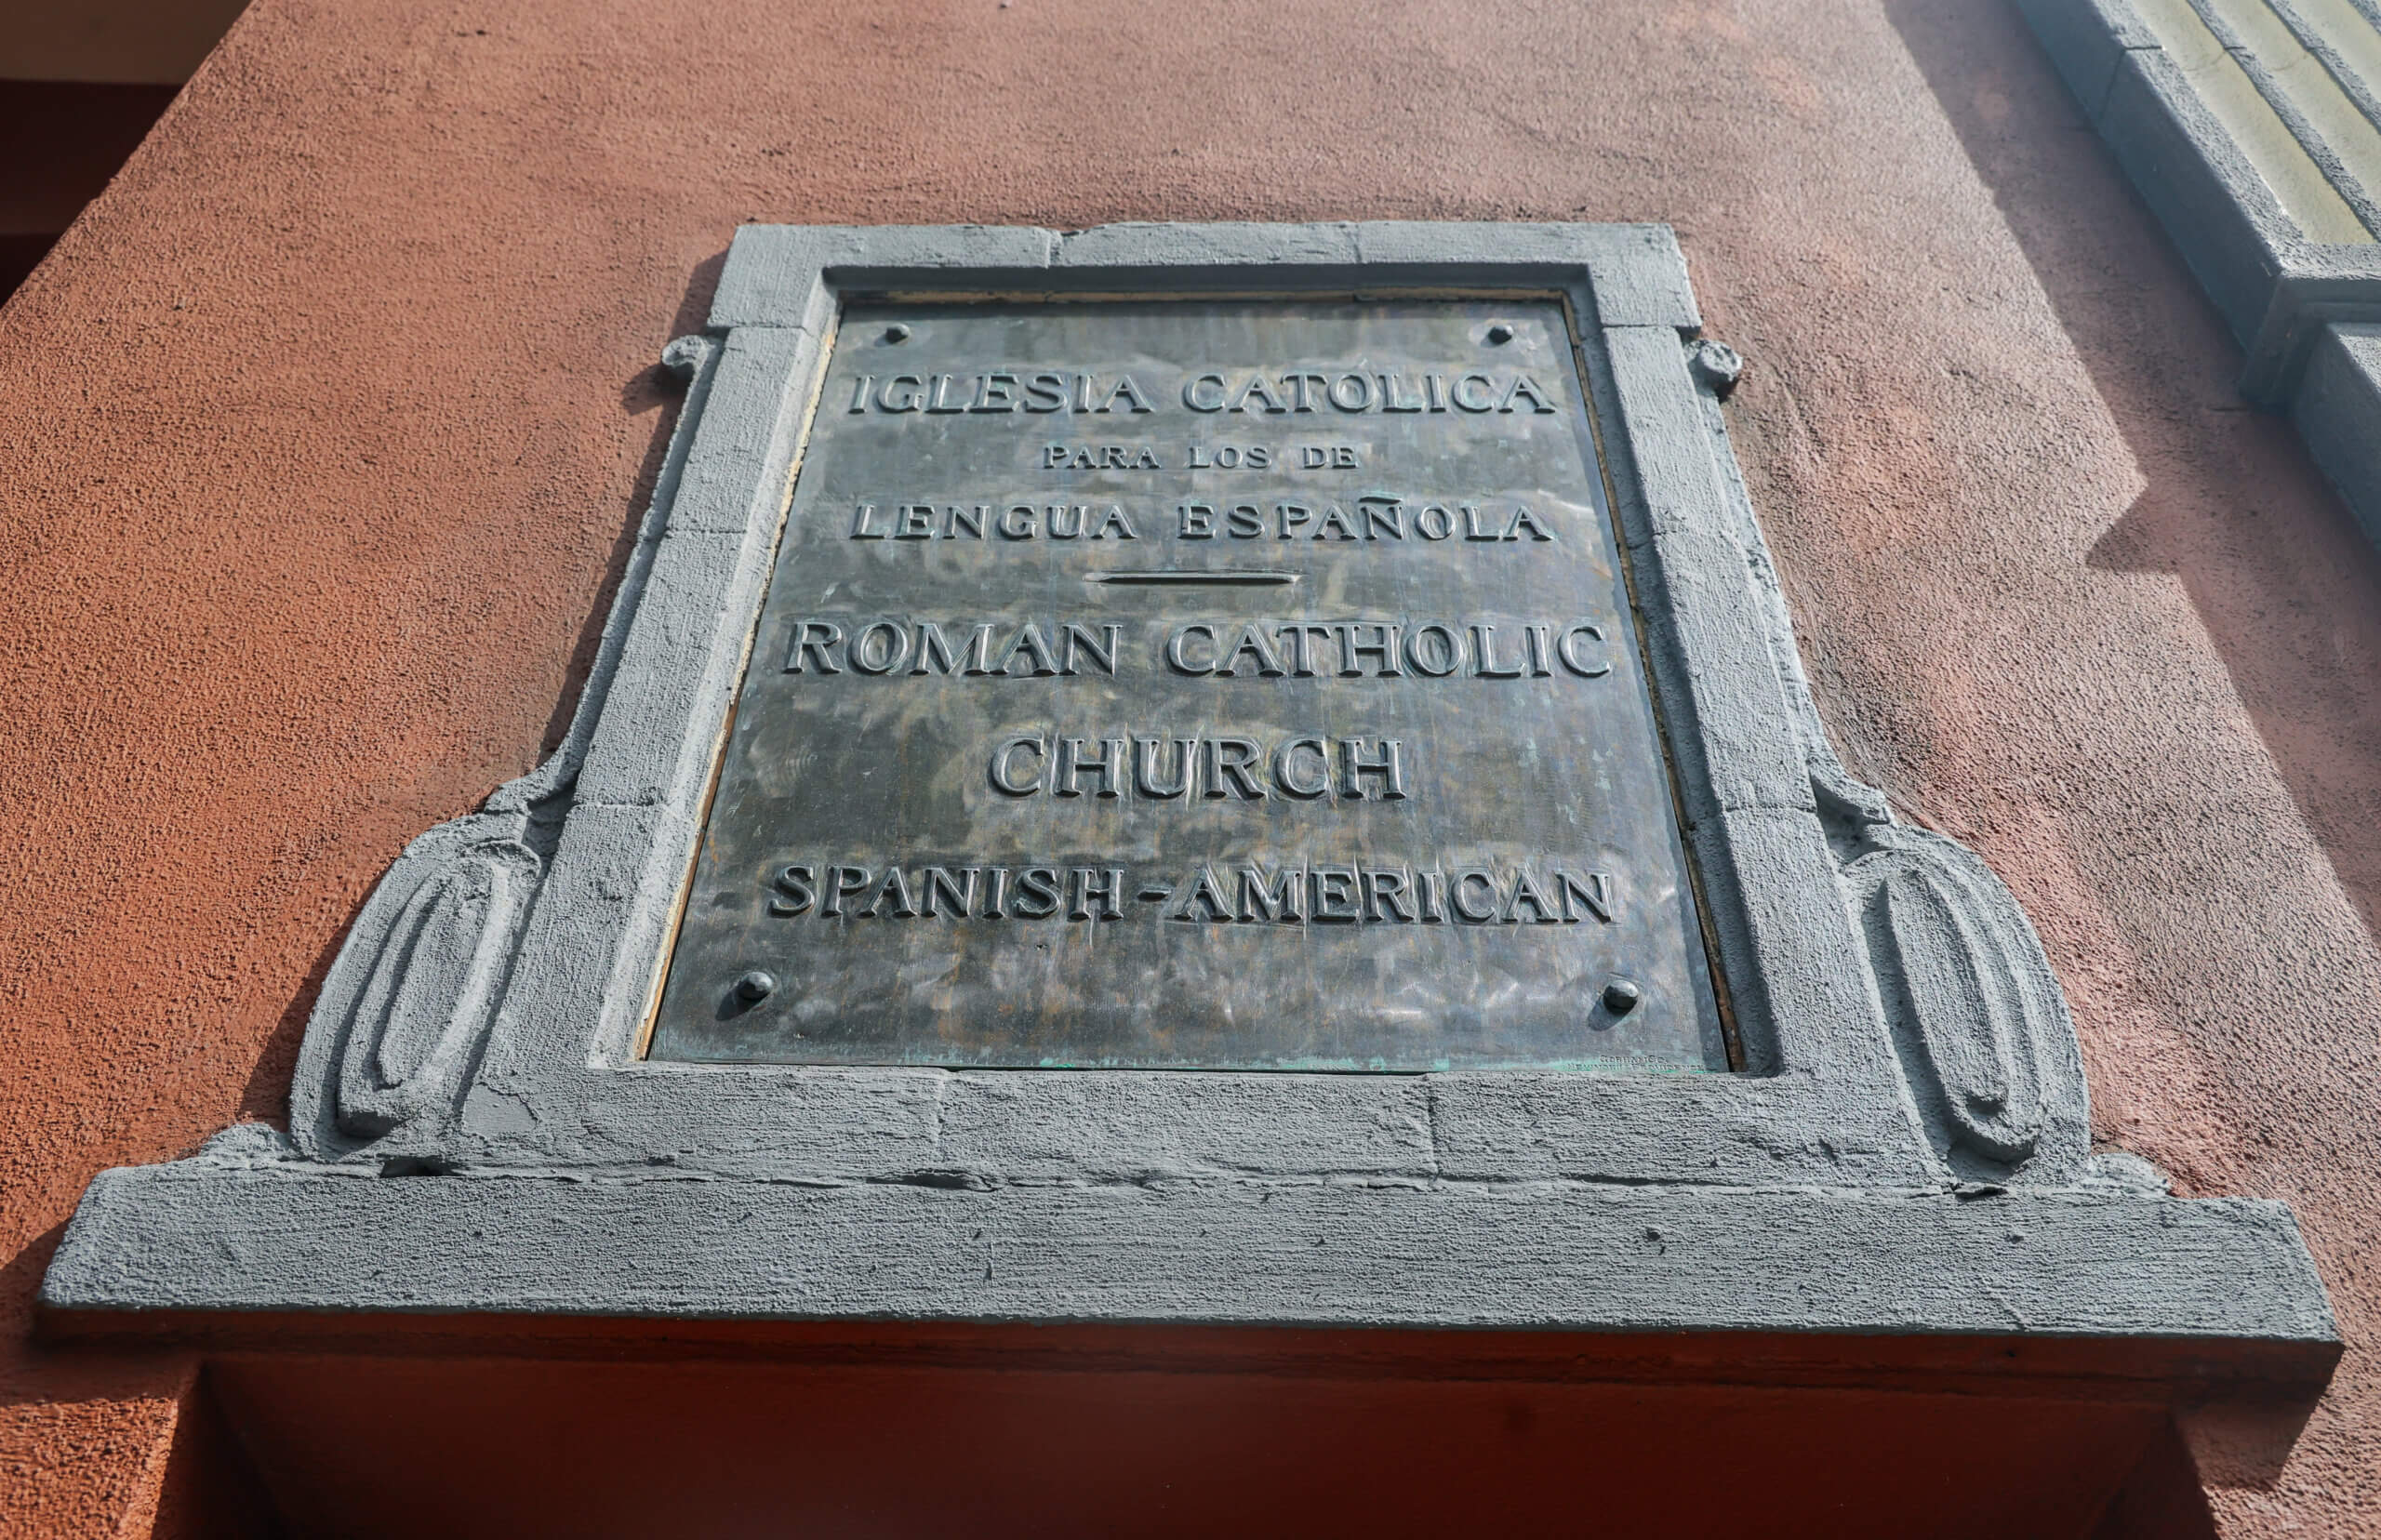 IGLESIA CATÓLICA
PARA LOS DE
LENGUA ESPAÑOLA
ROMAN CATHOLIC
CHURCH
SPANISH-AMERICAN